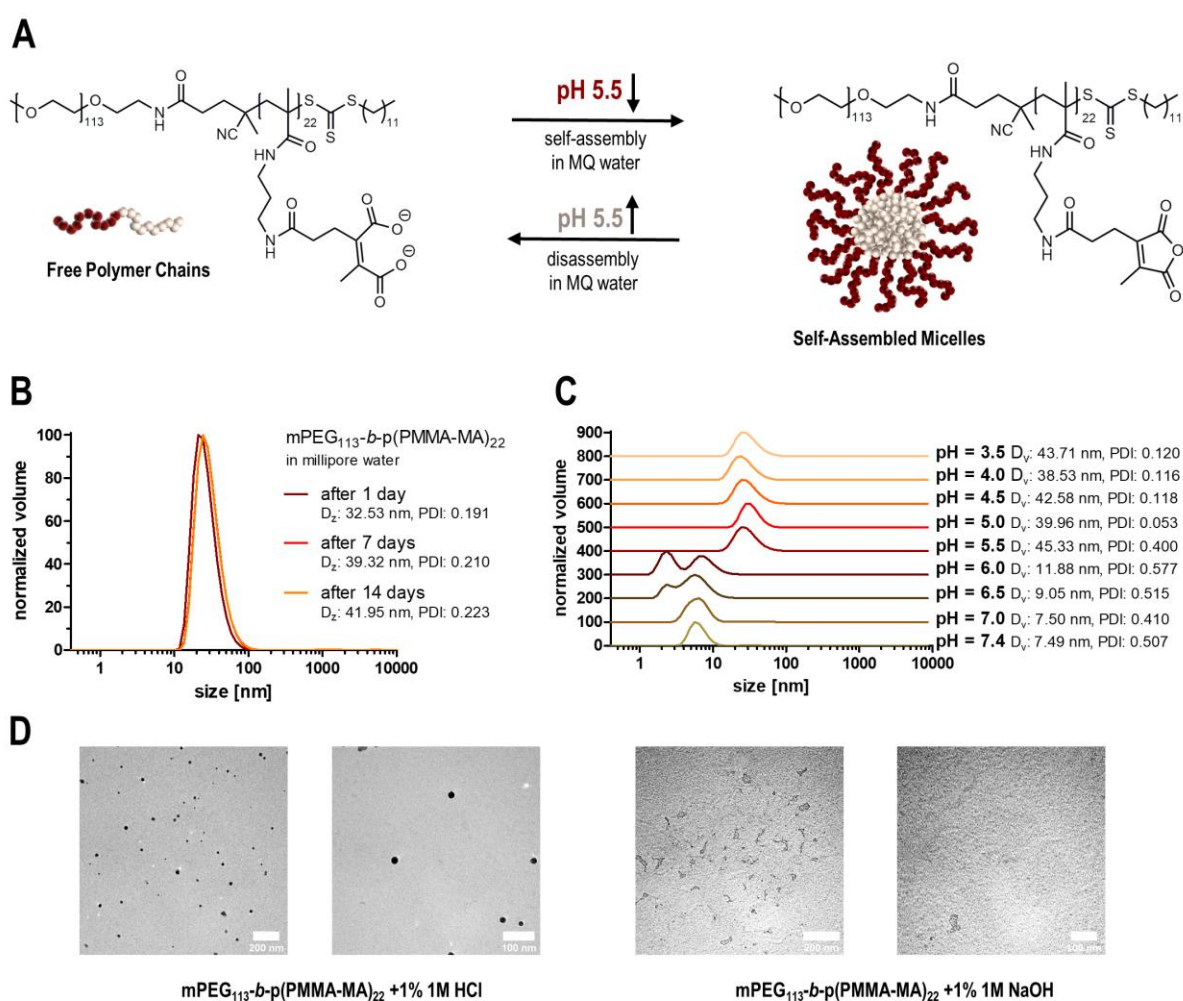 A
O
113
O
N
H
O
CN
22
S
S
S
11
O
HN
O
N
H
O
O
⊖
⊖
O
O
Free Polymer Chains
pH 5.5
self-assembly
in MQ water
pH 5.5
disassembly
in MQ water
O
113
O
N
H
O
CN
22
S
S
S
11
O
HN
O
N
H
O
O
O
Self-Assembled Micelles
B
normalized volume
100
80
60
40
20
0
1
10
100
1000
10000
size [nm]
mPEG113-b-p(PMMA-MA)22
in millipore water
after 1 day
Dz: 32.53 nm, PDI: 0.191
after 7 days
Dz: 39.32 nm, PDI: 0.210
after 14 days
Dz: 41.95 nm, PDI: 0.223
C
normalized volume
900
800
700
600
500
400
300
200
100
0
1
10
100
1000
10000
size [nm]
pH = 3.5 Dv: 43.71 nm, PDI: 0.120
pH = 4.0 Dv: 38.53 nm, PDI: 0.116
pH = 4.5 Dv: 42.58 nm, PDI: 0.118
pH = 5.0 Dv: 39.96 nm, PDI: 0.053
pH = 5.5 Dv: 45.33 nm, PDI: 0.400
pH = 6.0 Dv: 11.88 nm, PDI: 0.577
pH = 6.5 Dv: 9.05 nm, PDI: 0.515
pH = 7.0 Dv: 7.50 nm, PDI: 0.410
pH = 7.4 Dv: 7.49 nm, PDI: 0.507
D
200 nm
100 nm
200 nm
100 nm
mPEG113-b-p(PMMA-MA)22 +1% 1M HCl
mPEG113-b-p(PMMA-MA)22 +1% 1M NaOH